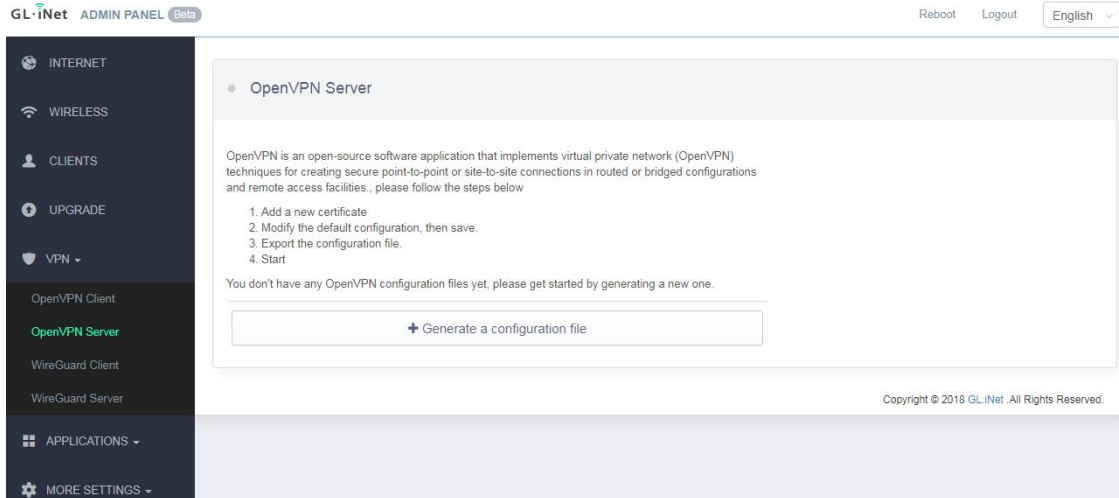 GL·iNet ADMIN PANEL Beta
Reboot Logout English
INTERNET
WIRELESS
CLIENTS
UPGRADE
VPN
OpenVPN Client
OpenVPN Server
WireGuard Client
WireGuard Server
APPLICATIONS
MORE SETTINGS
OpenVPN Server
OpenVPN is an open-source software application that implements virtual private network (OpenVPN)
techniques for creating secure point-to-point or site-to-site connections in routed or bridged configurations
and remote access facilities., please follow the steps below
1. Add a new certificate
2. Modify the default configuration, then save.
3. Export the configuration file.
4. Start
You don't have any OpenVPN configuration files yet, please get started by generating a new one.
+ Generate a configuration file
Copyright © 2018 GL.iNet .All Rights Reserved.